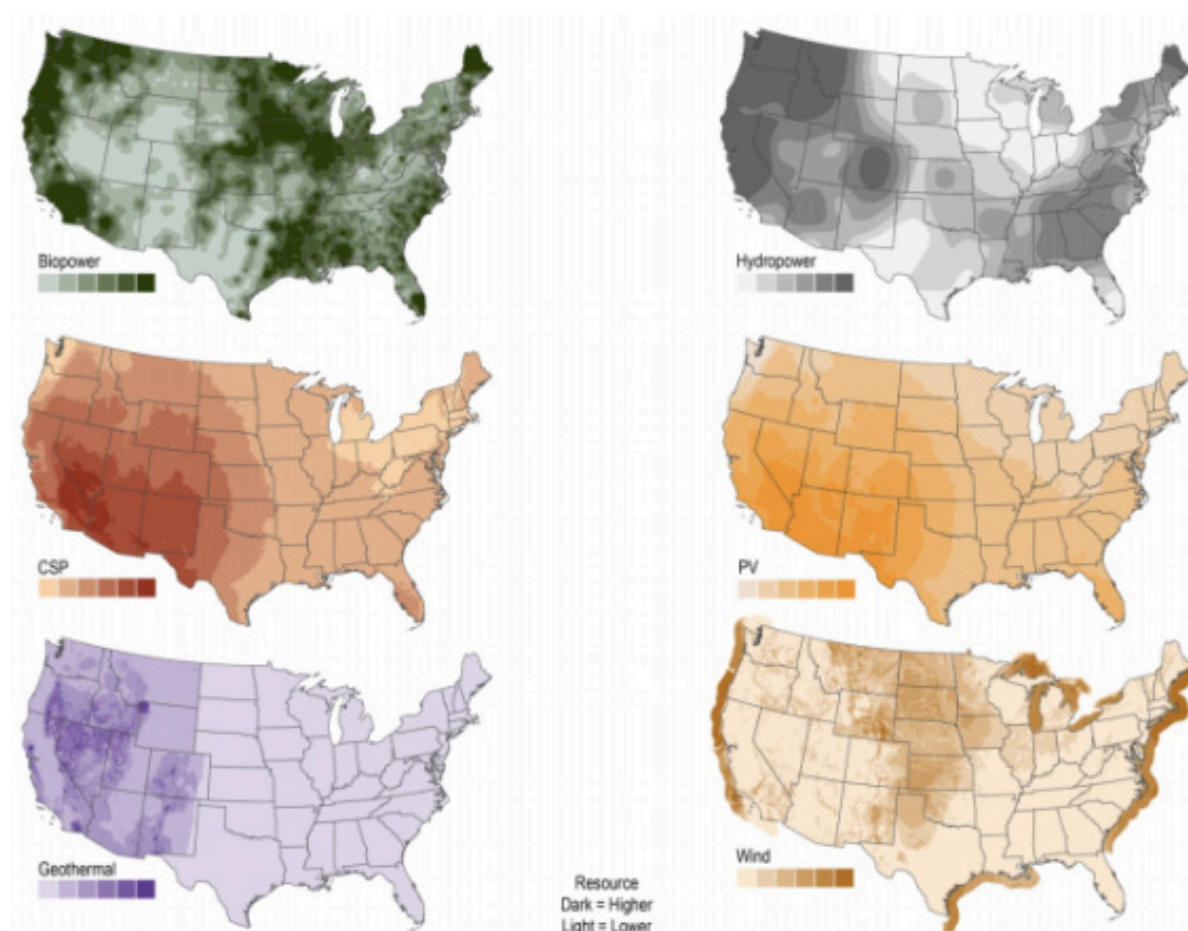 Biopower
Hydropower
CSP
PV
Geothermal
Wind
Resource
Dark = Higher
Light = Lower